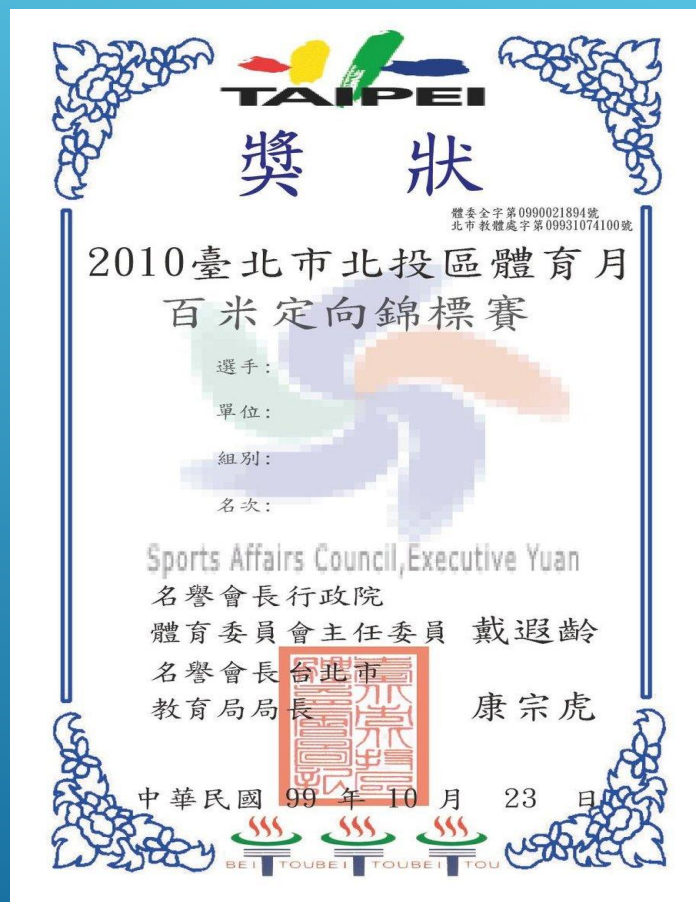 TAIPEI
獎 狀
體委全字第0990021894號
北市教體處字第09931074100號
2010臺北市北投區體育月
百米定向錦標賽
選手:
單位:
組別:
名次:
Sports Affairs Council,Executive Yuan
名譽會長行政院
體育委員會主任委員 戴遐齡
名譽會長台北市
教育局局長 康宗虎
中華民國 99 年 10 月 23 日
BEITOU BEITOU BEITOU